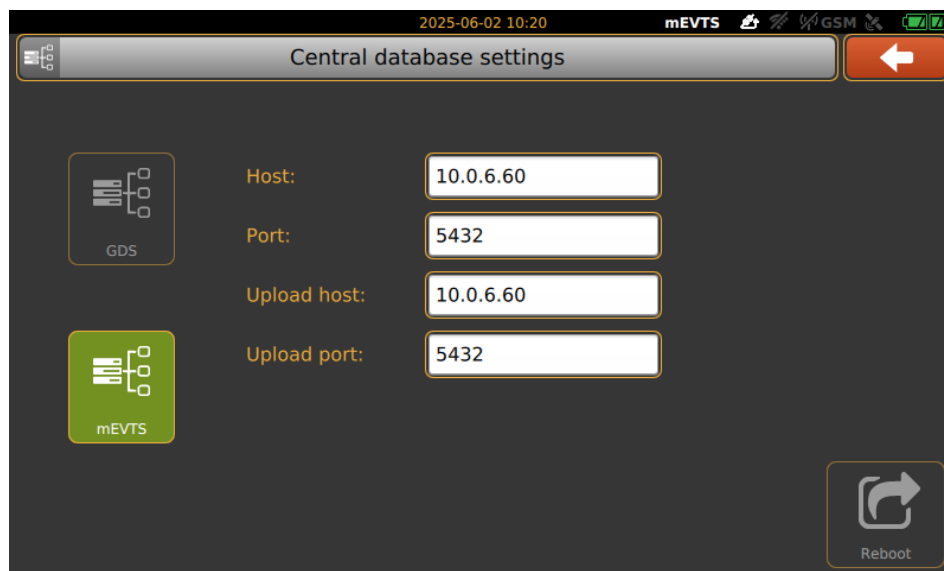 2025-06-02 10:20 mEVTS GSM
Central database settings
GDS
Host: 10.0.6.60
Port: 5432
Upload host: 10.0.6.60
Upload port: 5432
mEVTS
Reboot